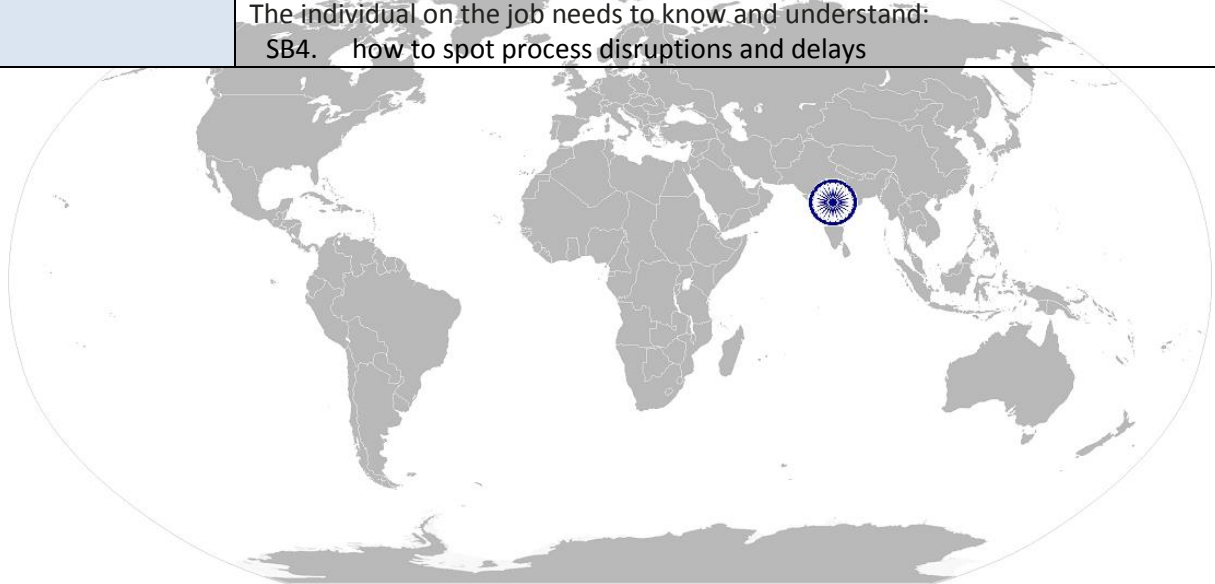 The individual on the job needs to know and understand:
SB4. how to spot process disruptions and delays